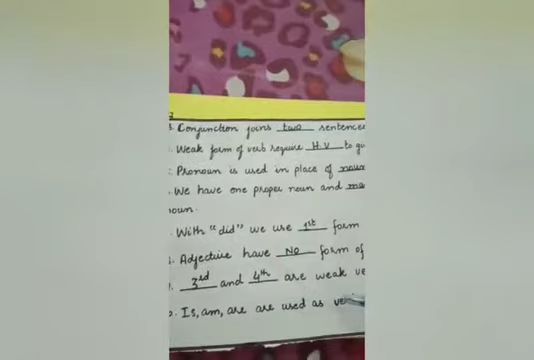 Conjunction joins two sentences
Weak form of verb require H.V to
Pronoun is used in place of noun
We have one proper noun and
noun.
With "did" we use 1st form
Adjective have No form of
3rd and 4th are weak
Is, am, are are used as